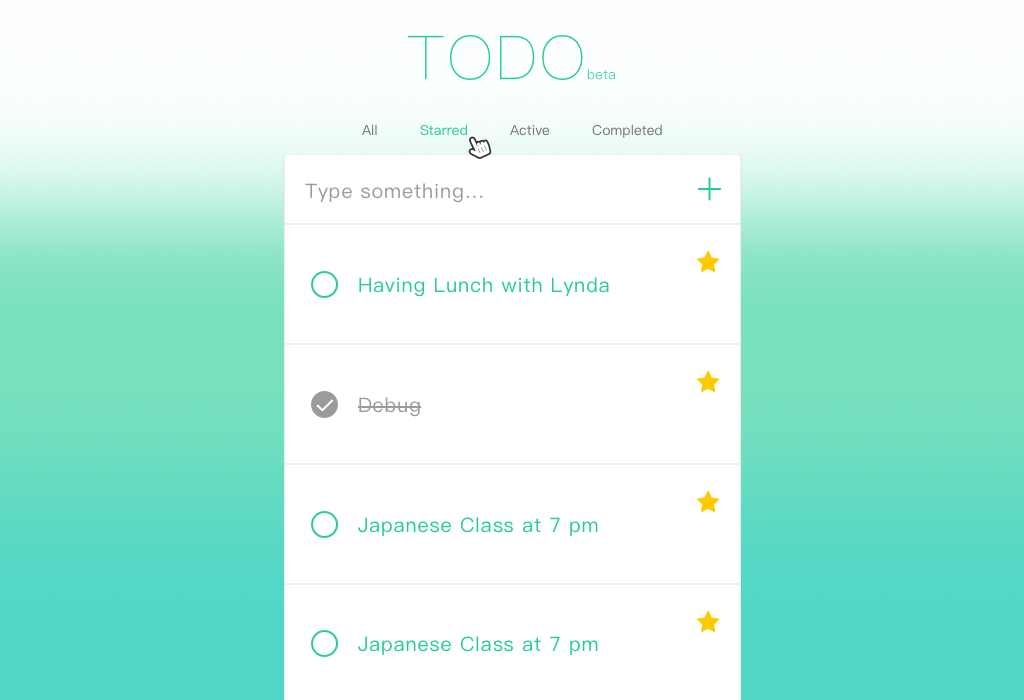 TODO beta
All Starred Active Completed
Type something...
Having Lunch with Lynda
Debug
Japanese Class at 7 pm
Japanese Class at 7 pm